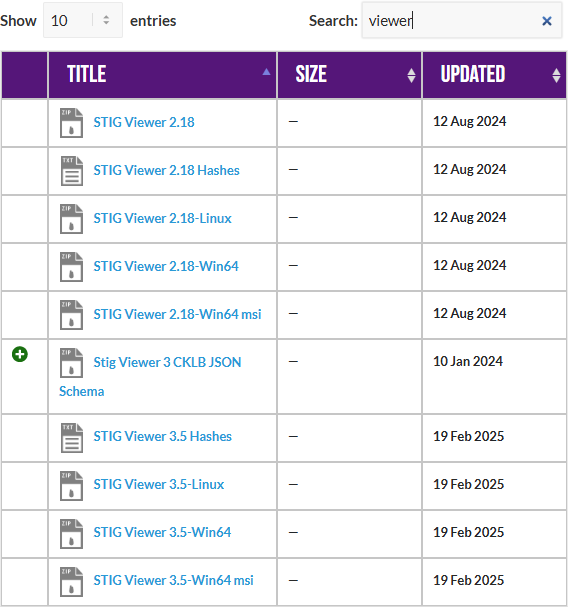 Show 10 entries Search: viewer
TITLE SIZE UPDATED
ZIP STIG Viewer 2.18 — 12 Aug 2024
TXT STIG Viewer 2.18 Hashes — 12 Aug 2024
ZIP STIG Viewer 2.18-Linux — 12 Aug 2024
ZIP STIG Viewer 2.18-Win64 — 12 Aug 2024
ZIP STIG Viewer 2.18-Win64 msi — 12 Aug 2024
ZIP Stig Viewer 3 CKLB JSON — 10 Jan 2024
Schema
TXT STIG Viewer 3.5 Hashes — 19 Feb 2025
ZIP STIG Viewer 3.5-Linux — 19 Feb 2025
ZIP STIG Viewer 3.5-Win64 — 19 Feb 2025
ZIP STIG Viewer 3.5-Win64 msi — 19 Feb 2025